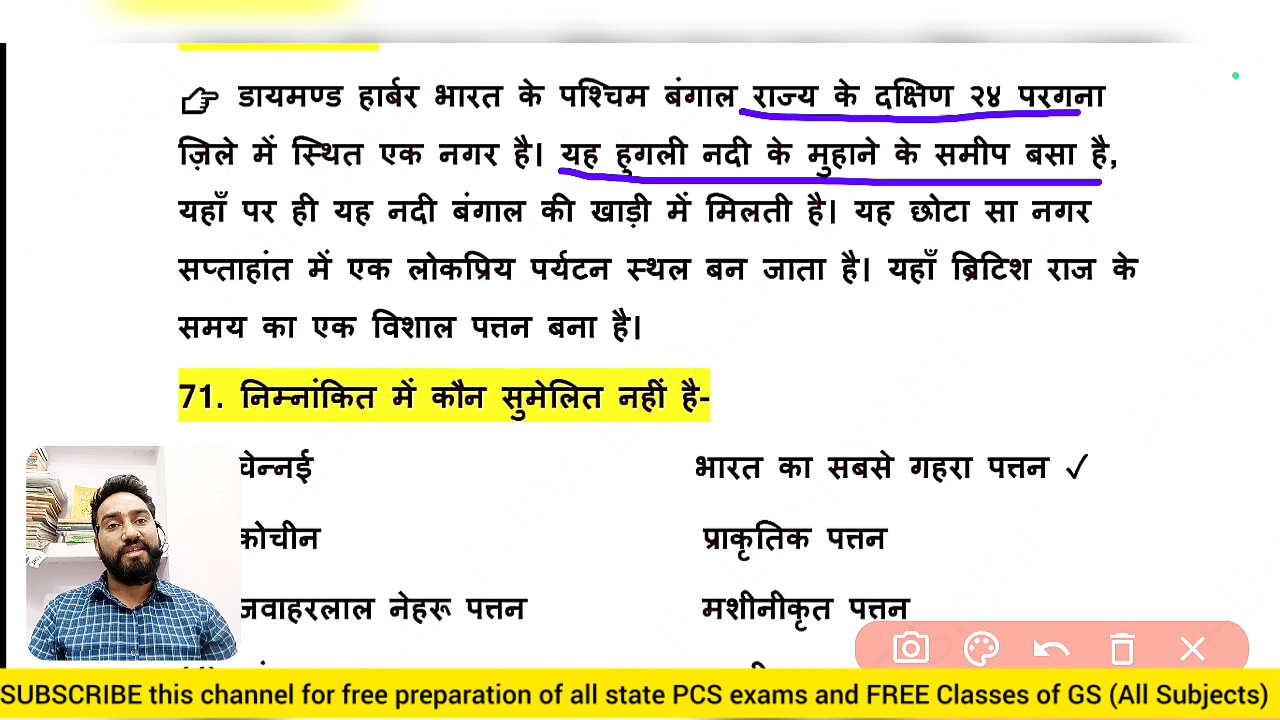 डायमण्ड हार्बर भारत के पश्चिम बंगाल राज्य के दक्षिण २४ परगना
ज़िले में स्थित एक नगर है। यह हुगली नदी के मुहाने के समीप बसा है,
यहाँ पर ही यह नदी बंगाल की खाड़ी में मिलती है। यह छोटा सा नगर
सप्ताहांत में एक लोकप्रिय पर्यटन स्थल बन जाता है। यहाँ ब्रिटिश राज के
समय का एक विशाल पत्तन बना है।
71. निम्नांकित में कौन सुमेलित नहीं है-
चेन्नई भारत का सबसे गहरा पत्तन ✓
कोचीन प्राकृतिक पत्तन
जवाहरलाल नेहरू पत्तन मशीनीकृत पत्तन
SUBSCRIBE this channel for free preparation of all state PCS exams and FREE Classes of GS (All Subjects)